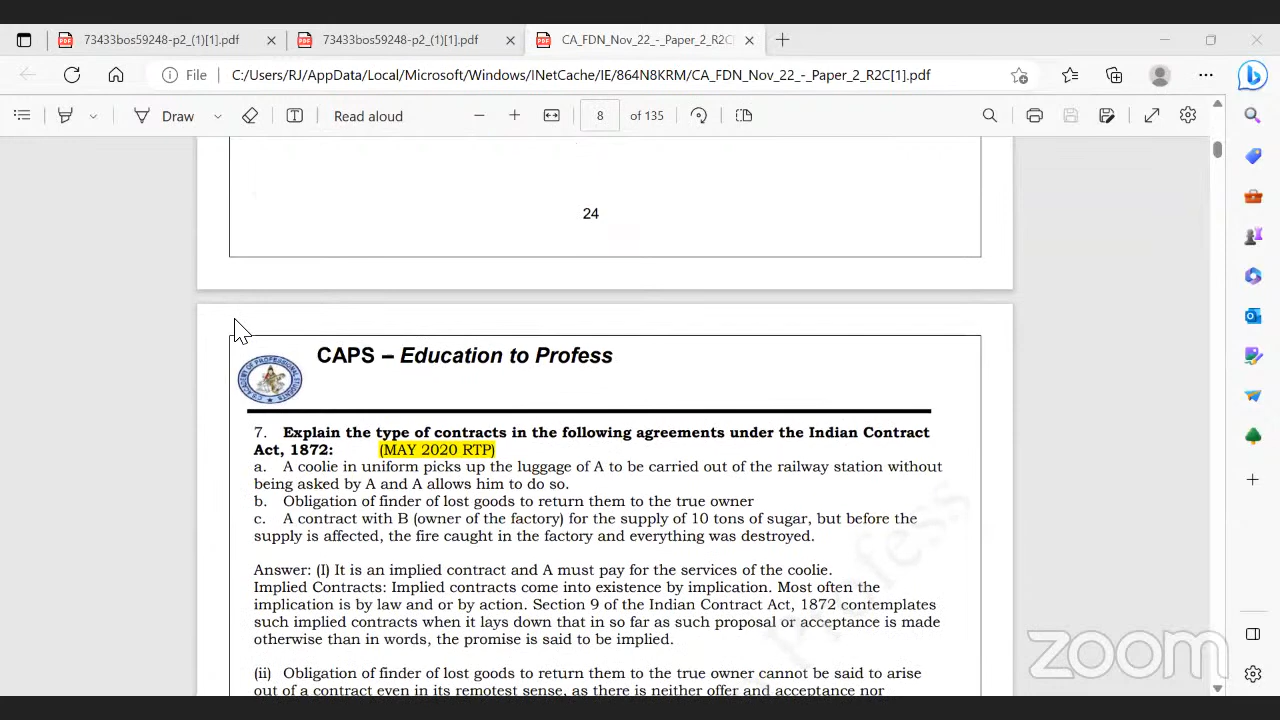 73433bos59248-p2_(1)[1].pdf
73433bos59248-p2_(1)[1].pdf
CA_FDN_Nov_22_-_Paper_2_R2C
File
C:/Users/RJ/AppData/Local/Microsoft/Windows/INetCache/IE/864N8KRM/CA_FDN_Nov_22_-_Paper_2_R2C[1].pdf
Draw
Read aloud
8 of 135
24
CAPS – Education to Profess
7. Explain the type of contracts in the following agreements under the Indian Contract
Act, 1872: (MAY 2020 RTP)
a. A coolie in uniform picks up the luggage of A to be carried out of the railway station without
being asked by A and A allows him to do so.
b. Obligation of finder of lost goods to return them to the true owner
c. A contract with B (owner of the factory) for the supply of 10 tons of sugar, but before the
supply is affected, the fire caught in the factory and everything was destroyed.
Answer: (I) It is an implied contract and A must pay for the services of the coolie.
Implied Contracts: Implied contracts come into existence by implication. Most often the
implication is by law and or by action. Section 9 of the Indian Contract Act, 1872 contemplates
such implied contracts when it lays down that in so far as such proposal or acceptance is made
otherwise than in words, the promise is said to be implied.
(ii) Obligation of finder of lost goods to return them to the true owner cannot be said to arise
out of a contract even in its remotest sense, as there is neither offer and acceptance nor
Profess
zoom